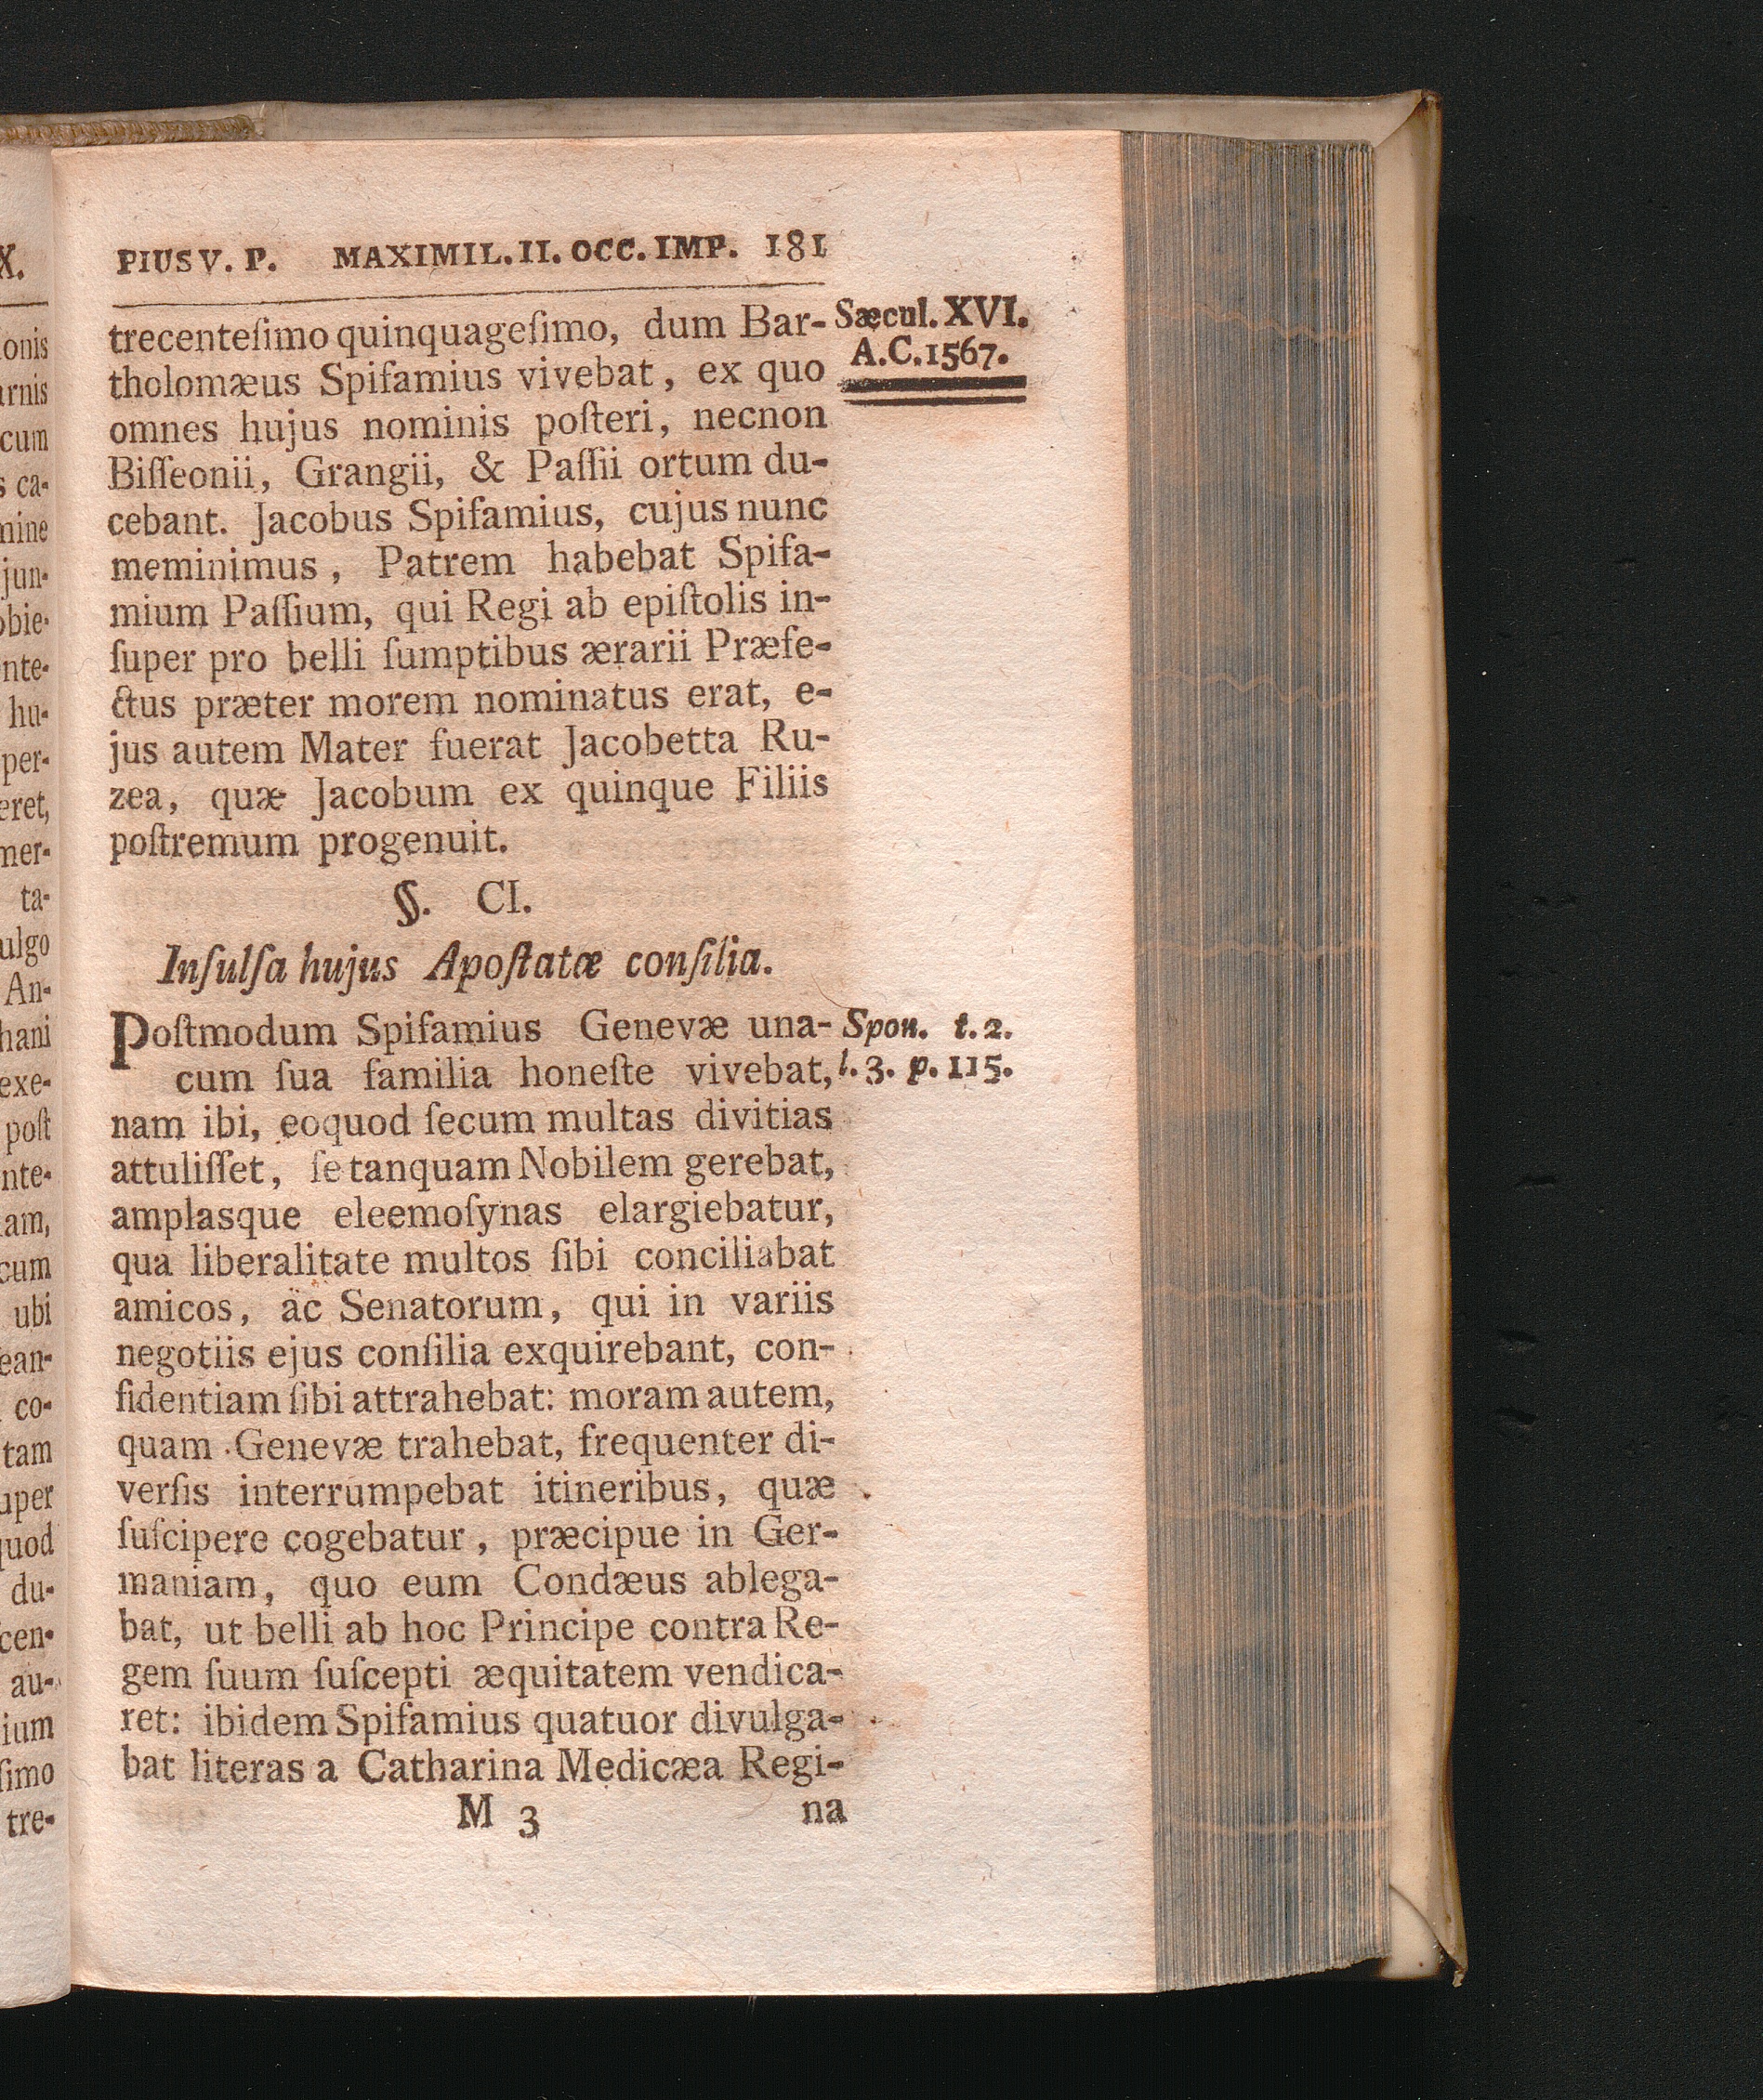 PIUS V. P. MAXIMIL. II. OCC. IMP. 181
Sæcul. XVI.
A. C. 1567.
trecenteſimo quinquageſimo, dum Bar-
tholomæus Spifamius vivebat, ex quo
omnes hujus nominis poſteri, necnon
Biſſeonii, Grangii, & Paſſii ortum du-
cebant. Jacobus Spifamius, cujus nunc
meminimus, Patrem habebat Spifa-
mium Paſſium, qui Regi ab epiſtolis in-
ſuper pro belli ſumptibus ærarii Præfe-
ctus præter morem nominatus erat, e-
jus autem Mater fuerat Jacobetta Ru-
zea, quæ Jacobum ex quinque Filiis
poſtremum progenuit.
§. CI.
Inſulſa hujus Apoſtatæ conſilia.
Spon. t. 2.
l. 3. p. 115.
Poſtmodum Spifamius Genevæ una-
cum ſua familia honeſte vivebat,
nam ibi, eoquod ſecum multas divitias
attuliſſet, ſe tanquam Nobilem gerebat,
amplasque eleemoſynas elargiebatur,
qua liberalitate multos ſibi conciliabat
amicos, ac Senatorum, qui in variis
negotiis ejus conſilia exquirebant, con-
fidentiam ſibi attrahebat: moram autem,
quam Genevæ trahebat, frequenter di-
verſis interrumpebat itineribus, quæ
ſuſcipere cogebatur, præcipue in Ger-
maniam, quo eum Condæus ablega-
bat, ut belli ab hoc Principe contra Re-
gem ſuum ſuſcepti æquitatem vendica-
ret: ibidem Spifamius quatuor divulga-
bat literas a Catharina Medicæa Regi-
M 3 na